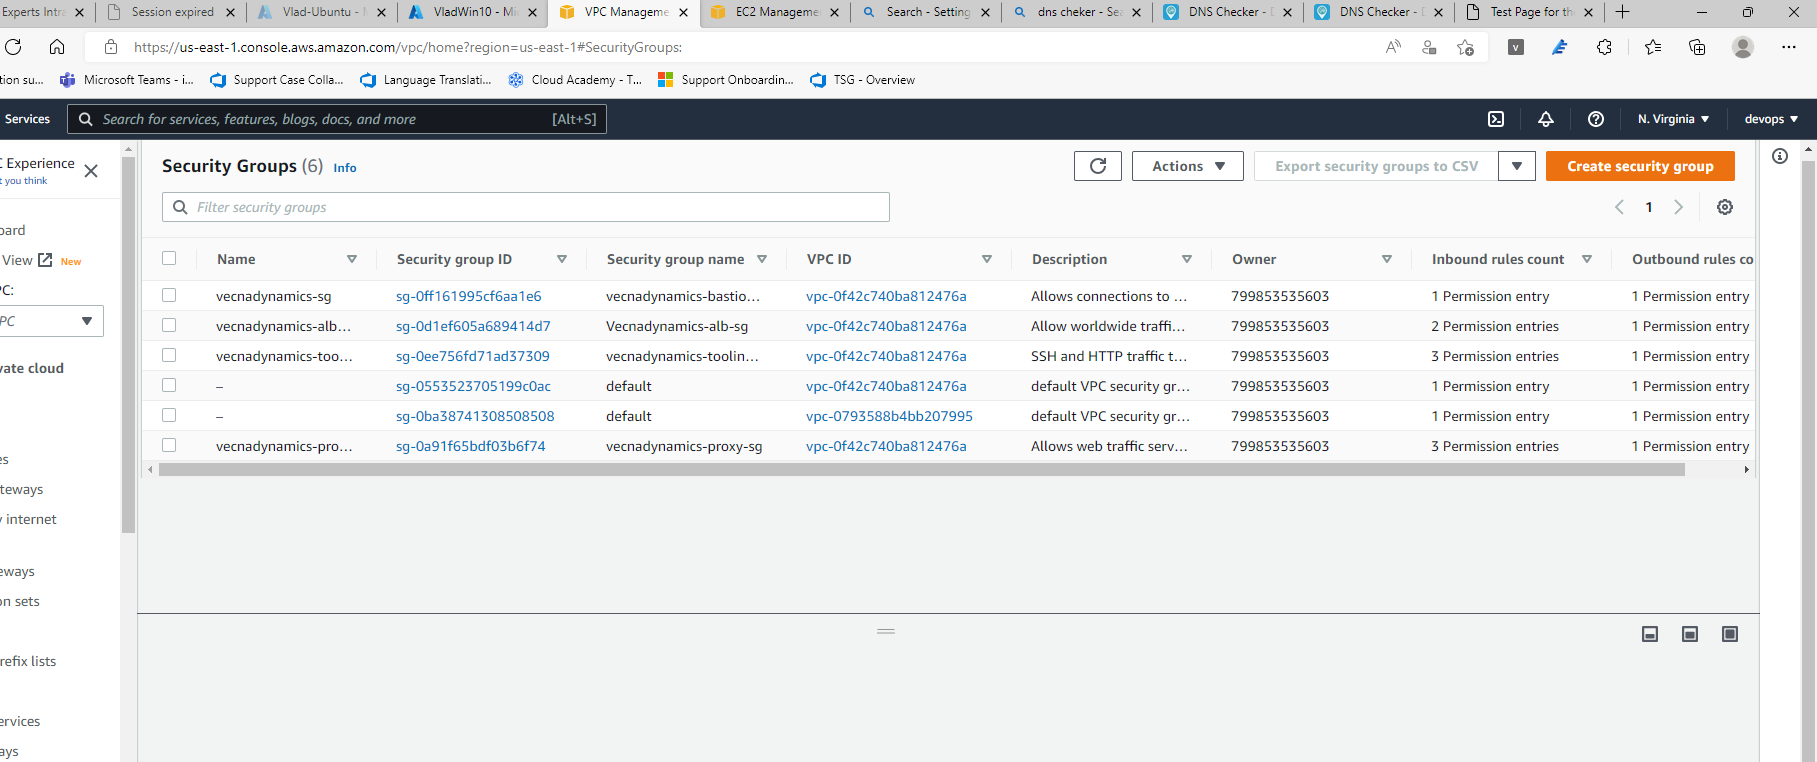 Experts Intra
Session expired
Vlad-Ubuntu - M
VladWin10 - Mi
VPC Manageme
EC2 Manageme
Search - Setting
dns cheker - Sea
DNS Checker - D
DNS Checker - D
Test Page for th
https://us-east-1.console.aws.amazon.com/vpc/home?region=us-east-1#SecurityGroups:
tion su...
Microsoft Teams - i...
Support Case Colla...
Language Translati...
Cloud Academy - T...
Support Onboardin...
TSG - Overview
Services
Search for services, features, blogs, docs, and more
[Alt+S]
N. Virginia
devops
C Experience
t you think
oard
View
New
PC:
PC
vate cloud
es
teways
y internet
eways
on sets
refix lists
ervices
ays
Security Groups (6) Info
Actions
Export security groups to CSV
Create security group
Filter security groups
1
Name Security group ID Security group name VPC ID Description Owner Inbound rules count Outbound rules co
vecnadynamics-sg sg-0ff161995cf6aa1e6 vecnadynamics-bastio... vpc-0f42c740ba812476a Allows connections to ... 799853535603 1 Permission entry 1 Permission entry
vecnadynamics-alb... sg-0d1ef605a689414d7 Vecnadynamics-alb-sg vpc-0f42c740ba812476a Allow worldwide traffi... 799853535603 2 Permission entries 1 Permission entry
vecnadynamics-too... sg-0ee756fd71ad37309 vecnadynamics-toolin... vpc-0f42c740ba812476a SSH and HTTP traffic t... 799853535603 3 Permission entries 1 Permission entry
– sg-0553523705199c0ac default vpc-0f42c740ba812476a default VPC security gr... 799853535603 1 Permission entry 1 Permission entry
– sg-0ba38741308508508 default vpc-0793588b4bb207995 default VPC security gr... 799853535603 1 Permission entry 1 Permission entry
vecnadynamics-pro... sg-0a91f65bdf03b6f74 vecnadynamics-proxy-sg vpc-0f42c740ba812476a Allows web traffic serv... 799853535603 3 Permission entries 1 Permission entry